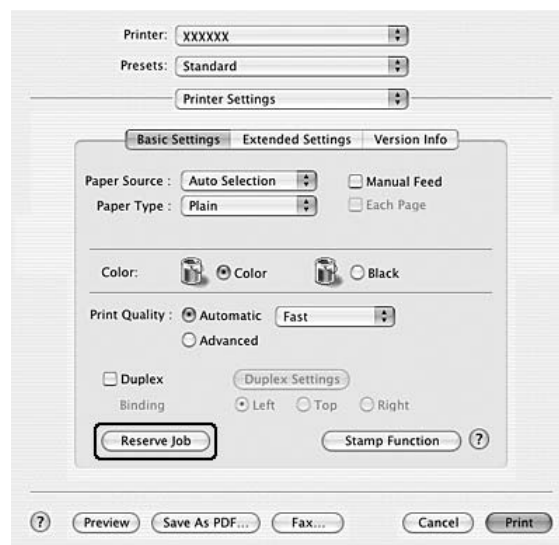 Printer: XXXXXX
Presets: Standard
Printer Settings
Basic Settings Extended Settings Version Info
Paper Source : Auto Selection Manual Feed
Paper Type : Plain Each Page
Color: Color Black
Print Quality : Automatic Fast
Advanced
Duplex Duplex Settings
Binding Left Top Right
Reserve Job Stamp Function ?
? Preview Save As PDF... Fax... Cancel Print